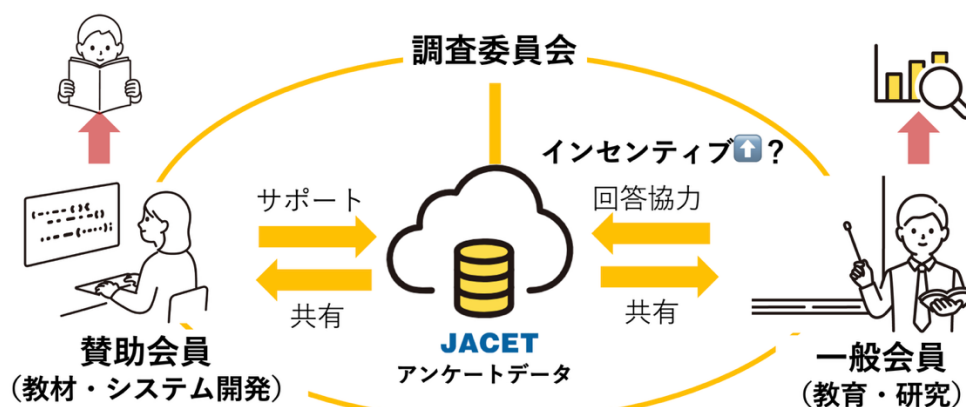 調査委員会
インセンティブ⬆️？
サポート
回答協力
共有
共有
JACET
アンケートデータ
賛助会員
（教材・システム開発）
一般会員
（教育・研究）